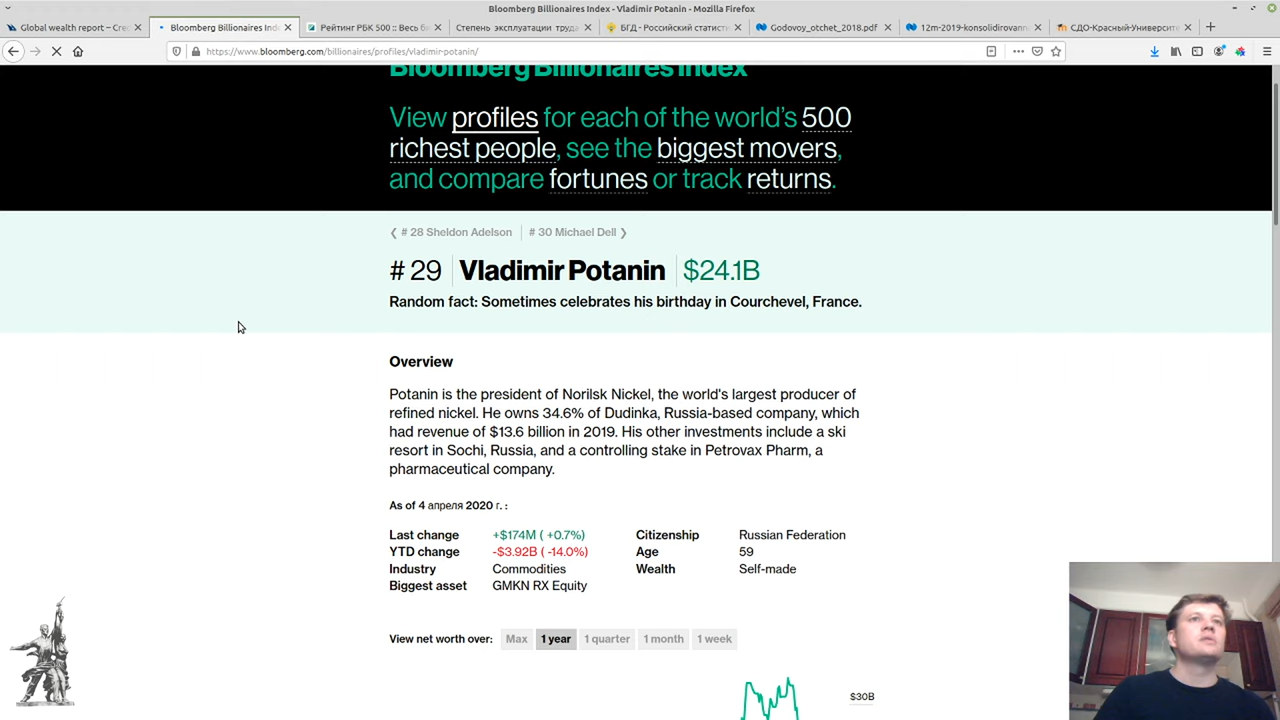 Bloomberg Billionaires Index - Vladimir Potanin - Mozilla Firefox
Global wealth report – Cre
Bloomberg Billionaires Inde
Рейтинг РБК 500 :: Весь б
Степень эксплуатации труда
БГД - Российский статисти
Godovoy_otchet_2018.pdf
12m-2019-konsolidirovann
СДО-Красный-Университе
https://www.bloomberg.com/billionaires/profiles/vladimir-potanin/
Bloomberg Billionaires Index
View profiles for each of the world's 500
richest people, see the biggest movers,
and compare fortunes or track returns.
# 28 Sheldon Adelson
# 30 Michael Dell
# 29 Vladimir Potanin $24.1B
Random fact: Sometimes celebrates his birthday in Courchevel, France.
Overview
Potanin is the president of Norilsk Nickel, the world's largest producer of
refined nickel. He owns 34.6% of Dudinka, Russia-based company, which
had revenue of $13.6 billion in 2019. His other investments include a ski
resort in Sochi, Russia, and a controlling stake in Petrovax Pharm, a
pharmaceutical company.
As of 4 апреля 2020 г. :
Last change +$174M ( +0.7%) Citizenship Russian Federation
YTD change -$3.92B ( -14.0%) Age 59
Industry Commodities Wealth Self-made
Biggest asset GMKN RX Equity
View net worth over: Max 1 year 1 quarter 1 month 1 week
$30B